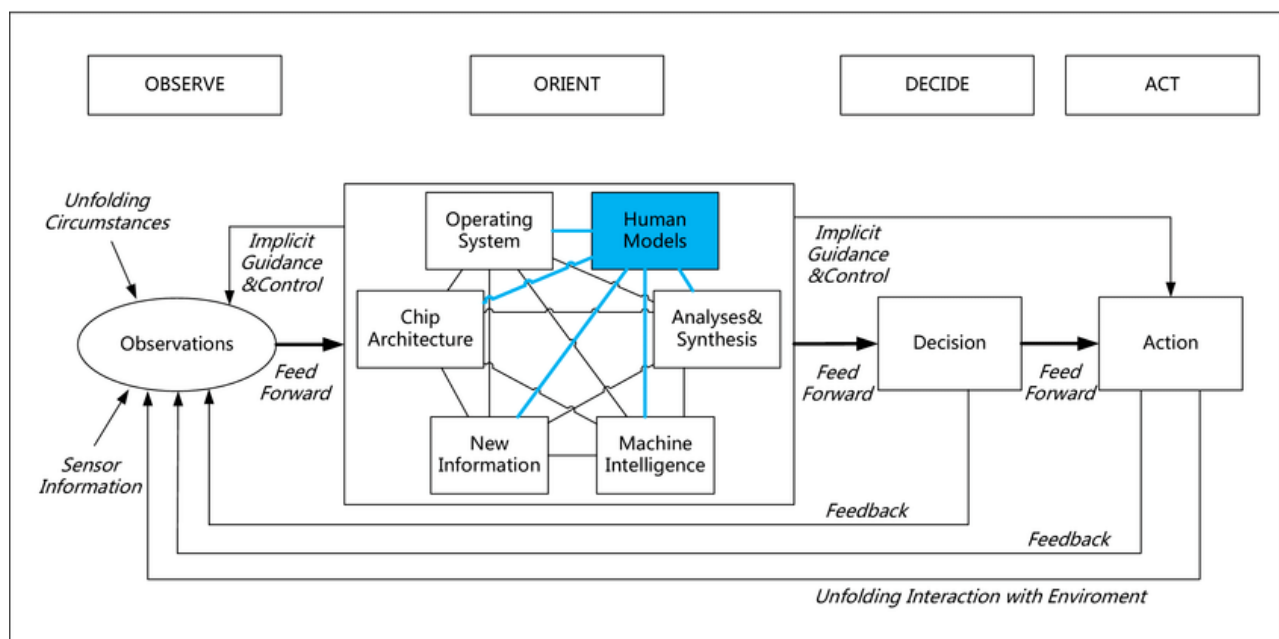 OBSERVE
ORIENT
DECIDE
ACT
Unfolding
Circumstances
Implicit
Guidance
&Control
Observations
Feed
Forward
Sensor
Information
Operating
System
Human
Models
Chip
Architecture
Analyses&
Synthesis
New
Information
Machine
Intelligence
Implicit
Guidance
&Control
Feed
Forward
Decision
Feed
Forward
Action
Feedback
Feedback
Unfolding Interaction with Enviroment